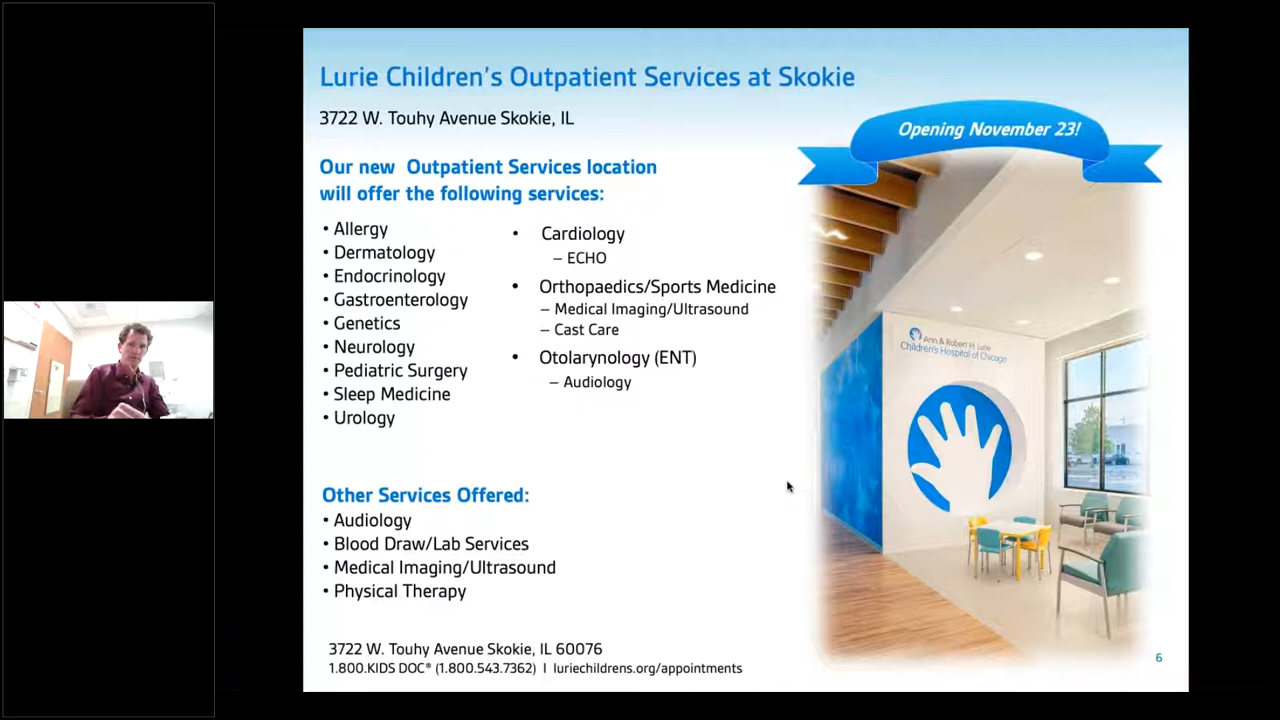 Lurie Children's Outpatient Services at Skokie
3722 W. Touhy Avenue Skokie, IL
Opening November 23!
Our new Outpatient Services location
will offer the following services:
• Allergy
• Dermatology
• Endocrinology
• Gastroenterology
• Genetics
• Neurology
• Pediatric Surgery
• Sleep Medicine
• Urology
• Cardiology
– ECHO
• Orthopaedics/Sports Medicine
– Medical Imaging/Ultrasound
– Cast Care
• Otolaryngology (ENT)
– Audiology
Ann & Robert H. Lurie
Children's Hospital of Chicago
Other Services Offered:
• Audiology
• Blood Draw/Lab Services
• Medical Imaging/Ultrasound
• Physical Therapy
3722 W. Touhy Avenue Skokie, IL 60076
1.800.KIDS DOC® (1.800.543.7362) | luriechildrens.org/appointments
6